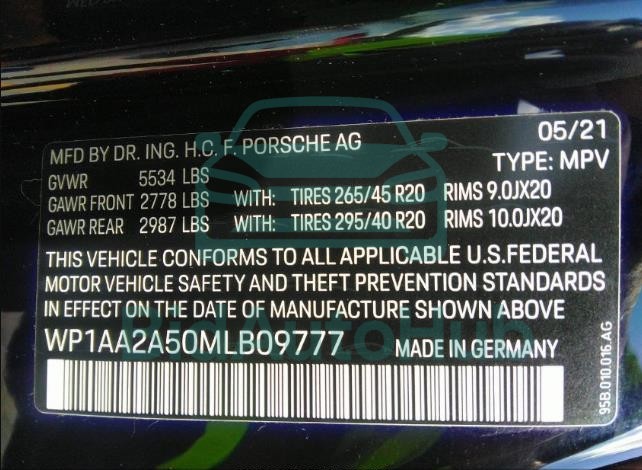 MFD BY DR. ING. H.C. F. PORSCHE AG 05/21
GVWR 5534 LBS TYPE: MPV
GAWR FRONT 2778 LBS WITH: TIRES 265/45 R20 RIMS 9.0JX20
GAWR REAR 2987 LBS WITH: TIRES 295/40 R20 RIMS 10.0JX20
THIS VEHICLE CONFORMS TO ALL APPLICABLE U.S.FEDERAL
MOTOR VEHICLE SAFETY AND THEFT PREVENTION STANDARDS
IN EFFECT ON THE DATE OF MANUFACTURE SHOWN ABOVE
WP1AA2A50MLB09777 MADE IN GERMANY
95B.010.016.AG